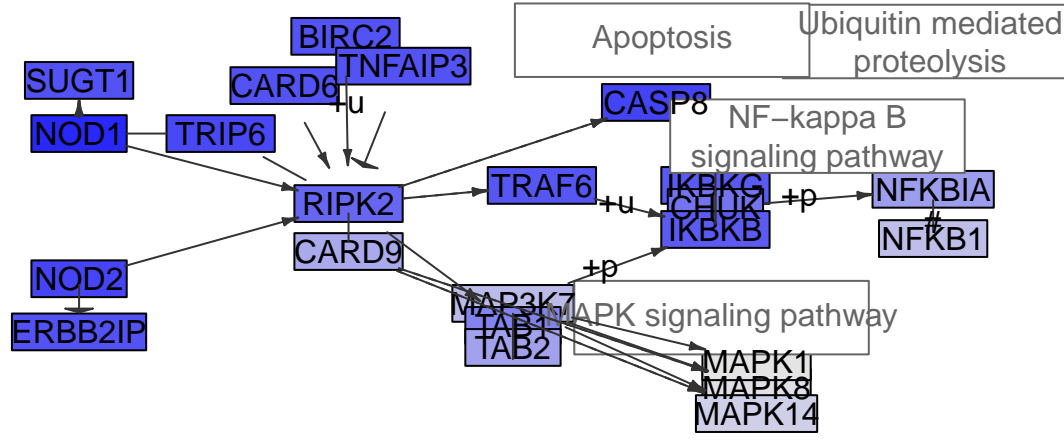 BIRC2
Apoptosis
Ubiquitin mediated
proteolysis
TNFAIP3
SUGT1
CARD6
+u
CASP8
NOD1
TRIP6
NF−kappa B
signaling pathway
RIPK2
TRAF6
+u
IKBKG
CHUK
IKBKB
+p
NFKBIA
#
NFKB1
CARD9
NOD2
+p
MAP3K7
TAB1
TAB2
MAPK signaling pathway
ERBB2IP
MAPK1
MAPK8
MAPK14